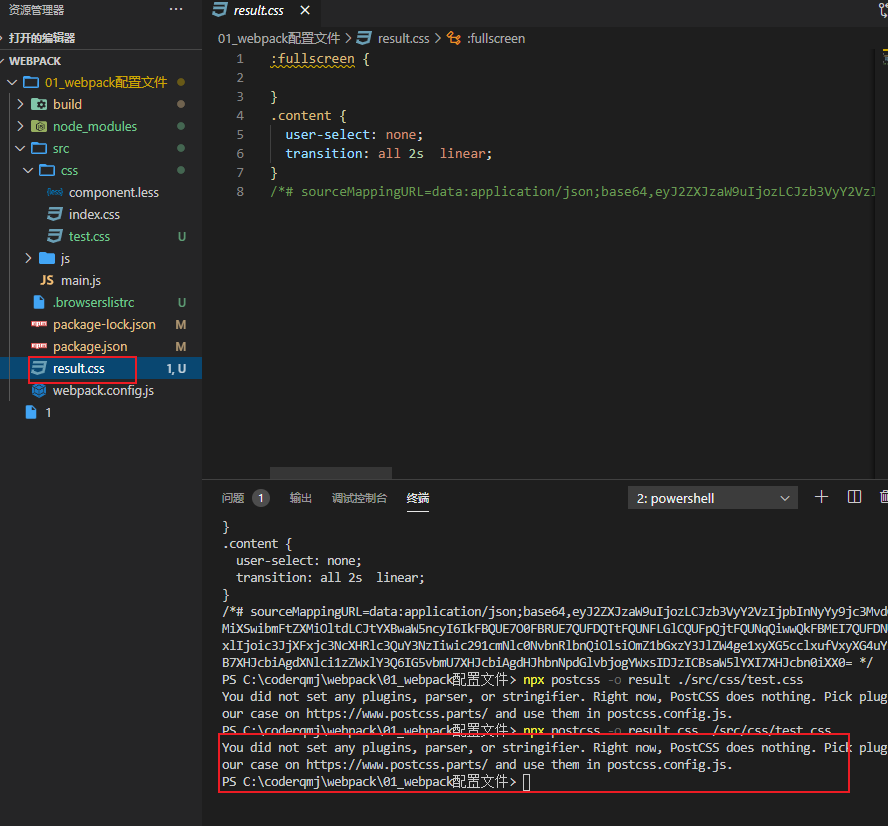 资源管理器
···
打开的编辑器
WEBPACK
01_webpack配置文件
build
node_modules
src
css
component.less
index.css
test.css U
js
JS main.js
.browserslistrc U
package-lock.json M
package.json M
result.css 1, U
webpack.config.js
1
result.css
01_webpack配置文件 > result.css > :fullscreen
1 :fullscreen {
2
3 }
4 .content {
5 user-select: none;
6 transition: all 2s  linear;
7 }
8 /*# sourceMappingURL=data:application/json;base64,eyJ2ZXJzaW9uIjozLCJzb3VyY2VzI
问题 1 输出 调试控制台 终端
2: powershell
}
.content {
user-select: none;
transition: all 2s  linear;
}
/*# sourceMappingURL=data:application/json;base64,eyJ2ZXJzaW9uIjozLCJzb3VyY2VzIjpbInNyYy9jc3Mvd
PS C:\coderqmj\webpack\01_webpack配置文件> npx postcss -o result ./src/css/test.css
You did not set any plugins, parser, or stringifier. Right now, PostCSS does nothing. Pick plug
our case on https://www.postcss.parts/ and use them in postcss.config.js.
PS C:\coderqmj\webpack\01_webpack配置文件> npx postcss -o result.css ./src/css/test.css
You did not set any plugins, parser, or stringifier. Right now, PostCSS does nothing. Pick plug
our case on https://www.postcss.parts/ and use them in postcss.config.js.
PS C:\coderqmj\webpack\01_webpack配置文件>